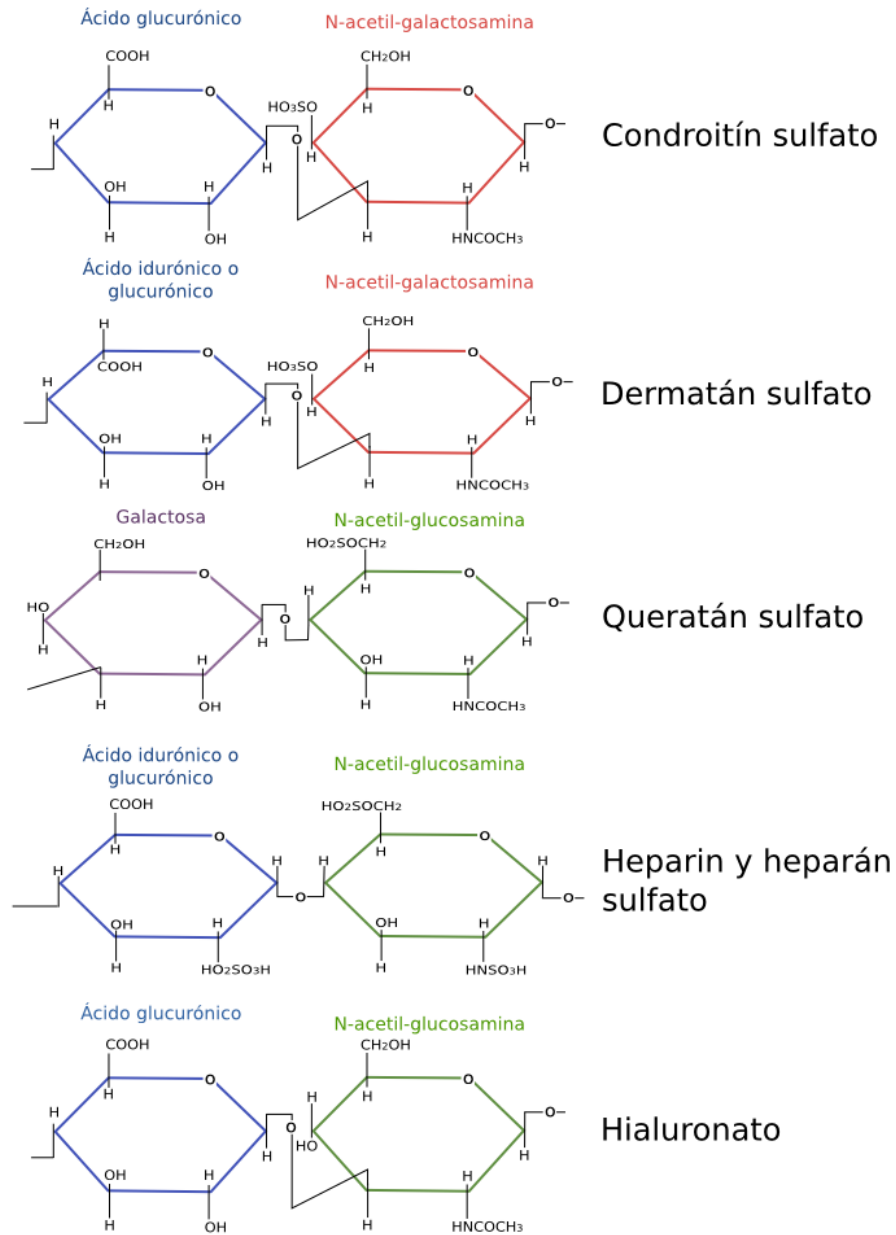 Ácido glucurónico
N-acetil-galactosamina
COOH
CH₂OH
O
O
H
H
HO₃SO
H
O
O
H
H
H
OH
H
H
H
OH
H
HNCOCH₃
Condroitín sulfato
Ácido idurónico o
glucurónico
N-acetil-galactosamina
H
CH₂OH
O
O
COOH
H
HO₃SO
H
O
O
H
H
H
OH
H
H
H
OH
H
HNCOCH₃
Dermatán sulfato
Galactosa
N-acetil-glucosamina
CH₂OH
HO₂SOCH₂
O
O
H
H
HO
O
O
H
H
H
H
OH
H
H
OH
H
HNCOCH₃
Queratán sulfato
Ácido idurónico o
glucurónico
N-acetil-glucosamina
COOH
HO₂SOCH₂
O
O
H
H
H
H
H
H
O
O
OH
H
OH
H
H
HO₂SO₃H
H
HNSO₃H
Heparin y heparán
sulfato
Ácido glucurónico
N-acetil-glucosamina
COOH
CH₂OH
O
O
H
H
H
H
O
O
HO
H
H
OH
H
H
H
OH
H
HNCOCH₃
Hialuronato